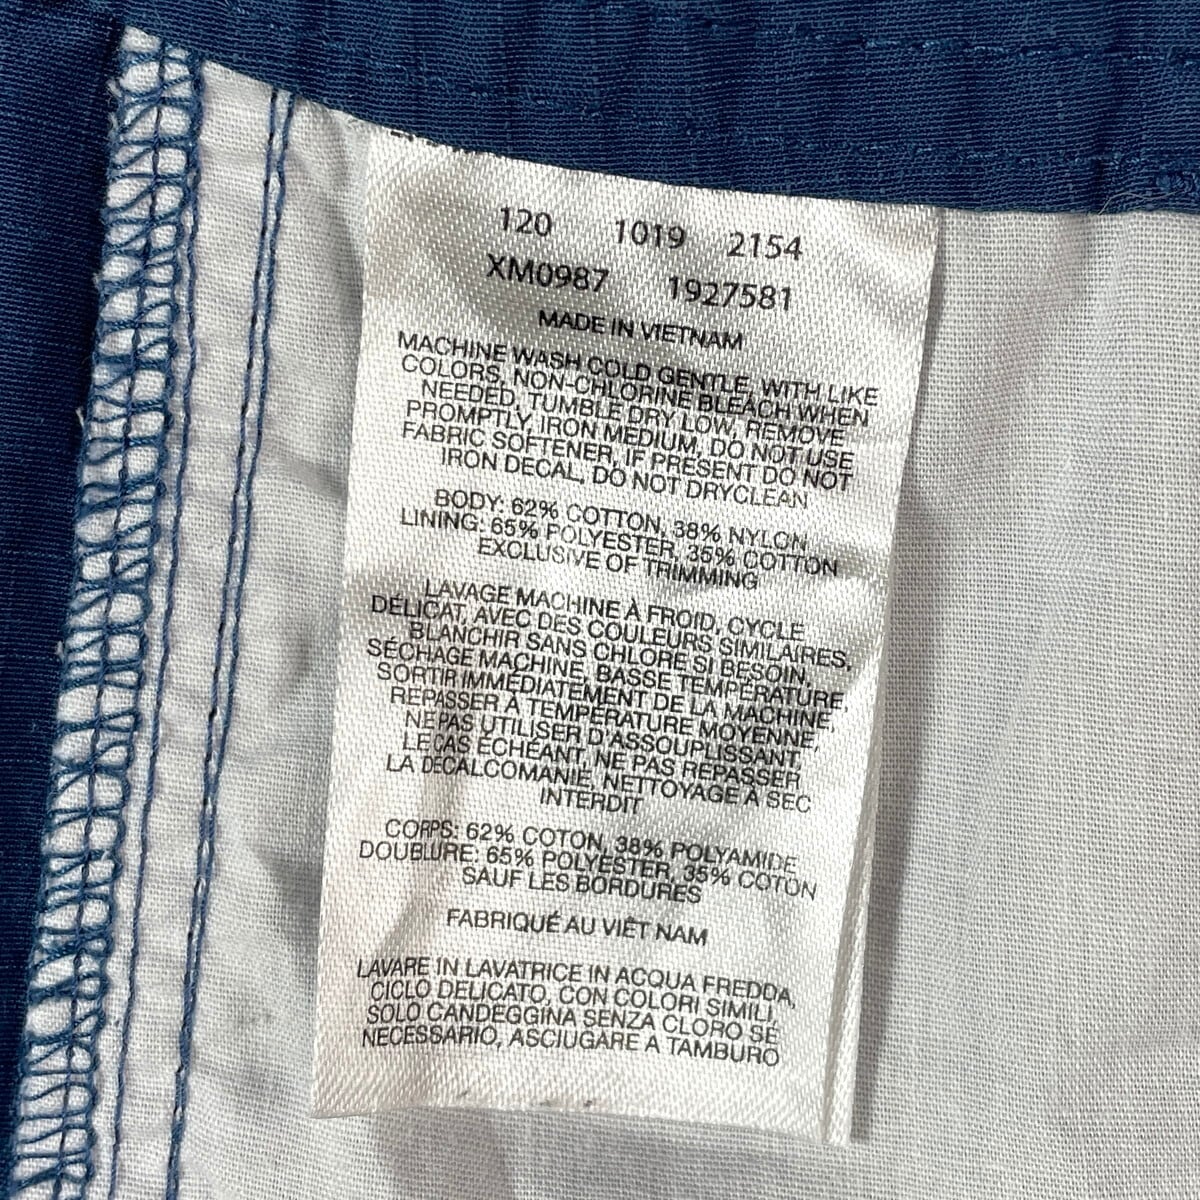 120 1019 2154
XM0987 1927581
MADE IN VIETNAM
MACHINE WASH COLD GENTLE, WITH LIKE
COLORS, NON-CHLORINE BLEACH WHEN
NEEDED, TUMBLE DRY LOW, REMOVE
PROMPTLY, IRON MEDIUM, DO NOT USE
FABRIC SOFTENER, IF PRESENT DO NOT
IRON DECAL, DO NOT DRYCLEAN
BODY: 62% COTTON, 38% NYLON
LINING: 65% POLYESTER, 35% COTTON
EXCLUSIVE OF TRIMMING
LAVAGE MACHINE À FROID, CYCLE
DÉLICAT, AVEC DES COULEURS SIMILAIRES,
BLANCHIR SANS CHLORE SI BESOIN,
SÉCHAGE MACHINE, BASSE TEMPÉRATURE,
SORTIR IMMÉDIATEMENT DE LA MACHINE,
REPASSER À TEMPÉRATURE MOYENNE,
NE PAS UTILISER D'ASSOUPLISSANT,
LE CAS ÉCHÉANT, NE PAS REPASSER
LA DÉCALCOMANIE, NETTOYAGE À SEC
INTERDIT
CORPS: 62% COTON, 38% POLYAMIDE
DOUBLURE: 65% POLYESTER, 35% COTON
SAUF LES BORDURES
FABRIQUÉ AU VIÊT NAM
LAVARE IN LAVATRICE IN ACQUA FREDDA,
CICLO DELICATO, CON COLORI SIMILI,
SOLO CANDEGGINA SENZA CLORO SE
NECESSARIO, ASCIUGARE A TAMBURO